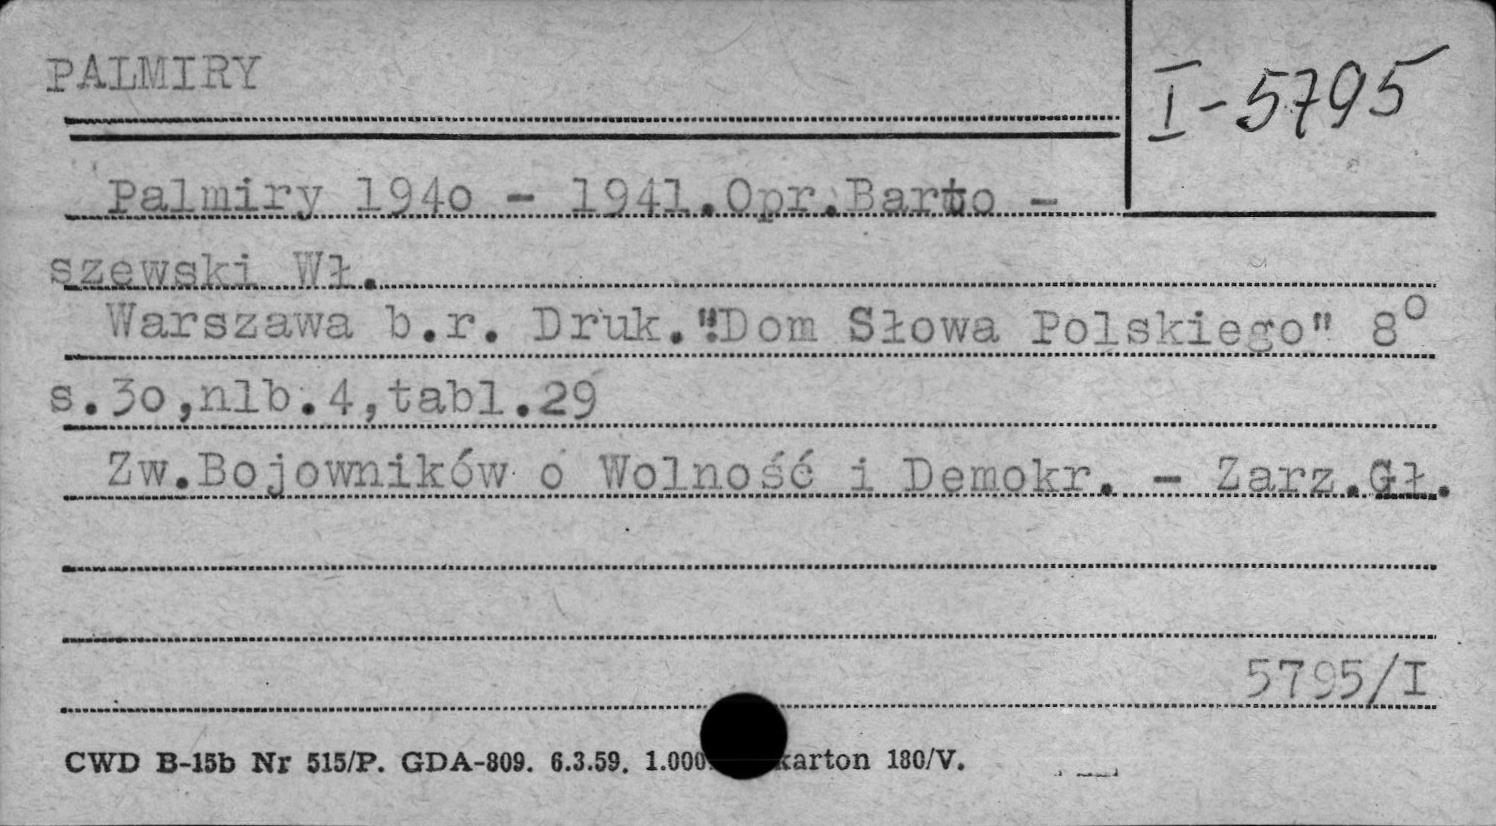 PALMIRY
I-5795
Palmiry 1940 - 1941.Opr.Barto -
szewski Wł.
Warszawa b.r. Druk."Dom Słowa Polskiego" 8o
s.30,nlb.4,tabl.29
Zw.Bojowników o Wolność i Demokr. - Zarz.Gł.
5795/I
CWD B-15b Nr 515/P. GDA-809. 6.3.59. 1.000 karton 180/V.